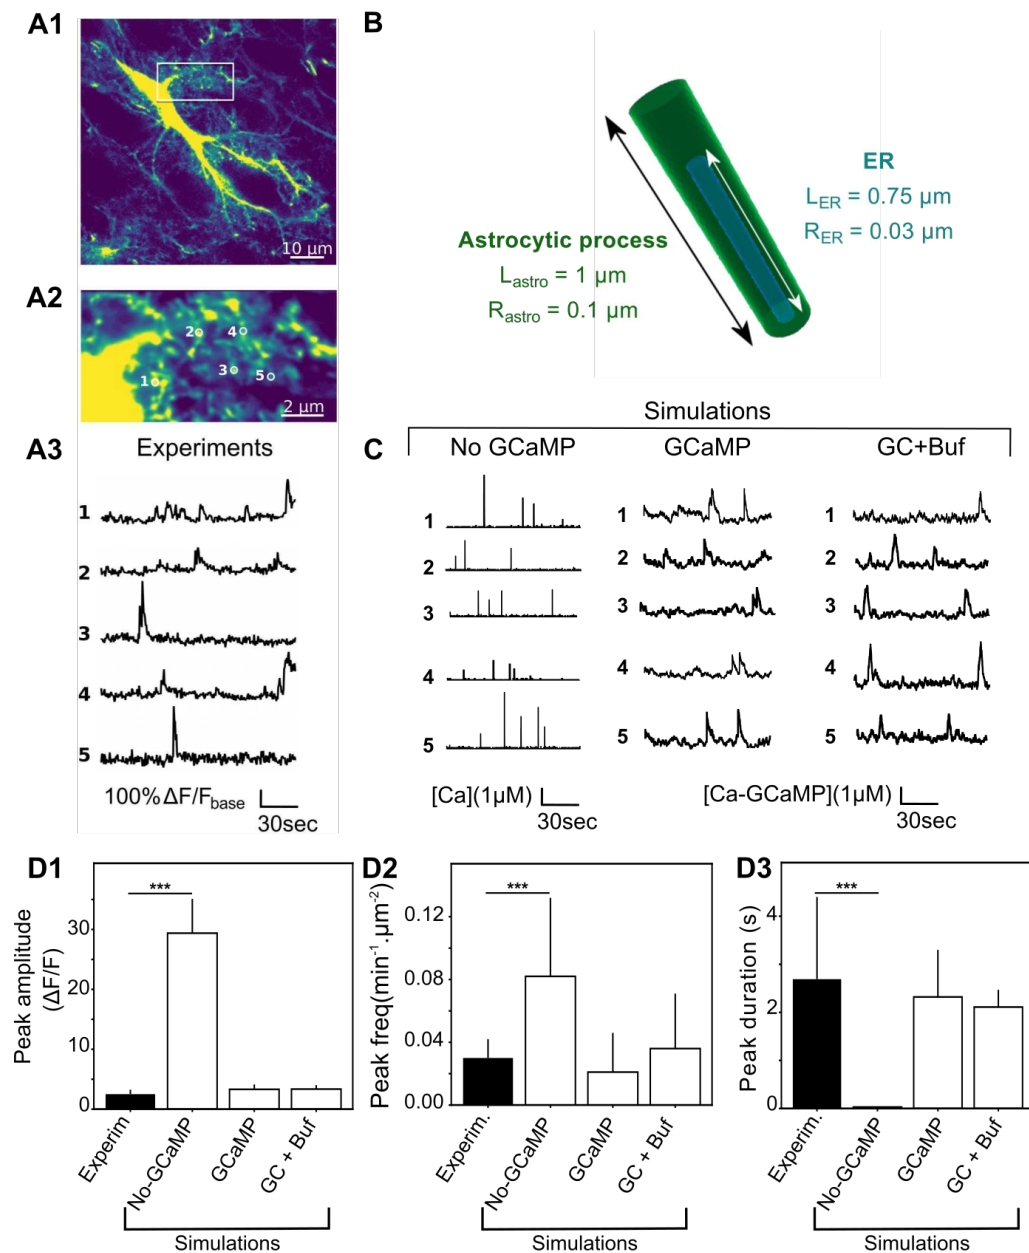 A1
10 µm
A2
2
4
1
3
5
2 µm
A3
Experiments
1
2
3
4
5
100% ΔF/Fbase
30sec
B
ER
LER = 0.75 µm
RER = 0.03 µm
Astrocytic process
Lastro = 1 µm
Rastro = 0.1 µm
Simulations
C
No GCaMP
GCaMP
GC+Buf
1
2
3
4
5
1
2
3
4
5
1
2
3
4
5
[Ca](1µM)
30sec
[Ca-GCaMP](1µM)
30sec
D1
Peak amplitude
(ΔF/F)
30
20
10
0
***
Experim.
No-GCaMP
GCaMP
GC + Buf
Simulations
D2
Peak freq(min-1.µm-2)
0.12
0.08
0.04
0.00
***
Experim.
No-GCaMP
GCaMP
GC + Buf
Simulations
D3
Peak duration (s)
4
2
0
***
Experim.
No-GCaMP
GCaMP
GC + Buf
Simulations